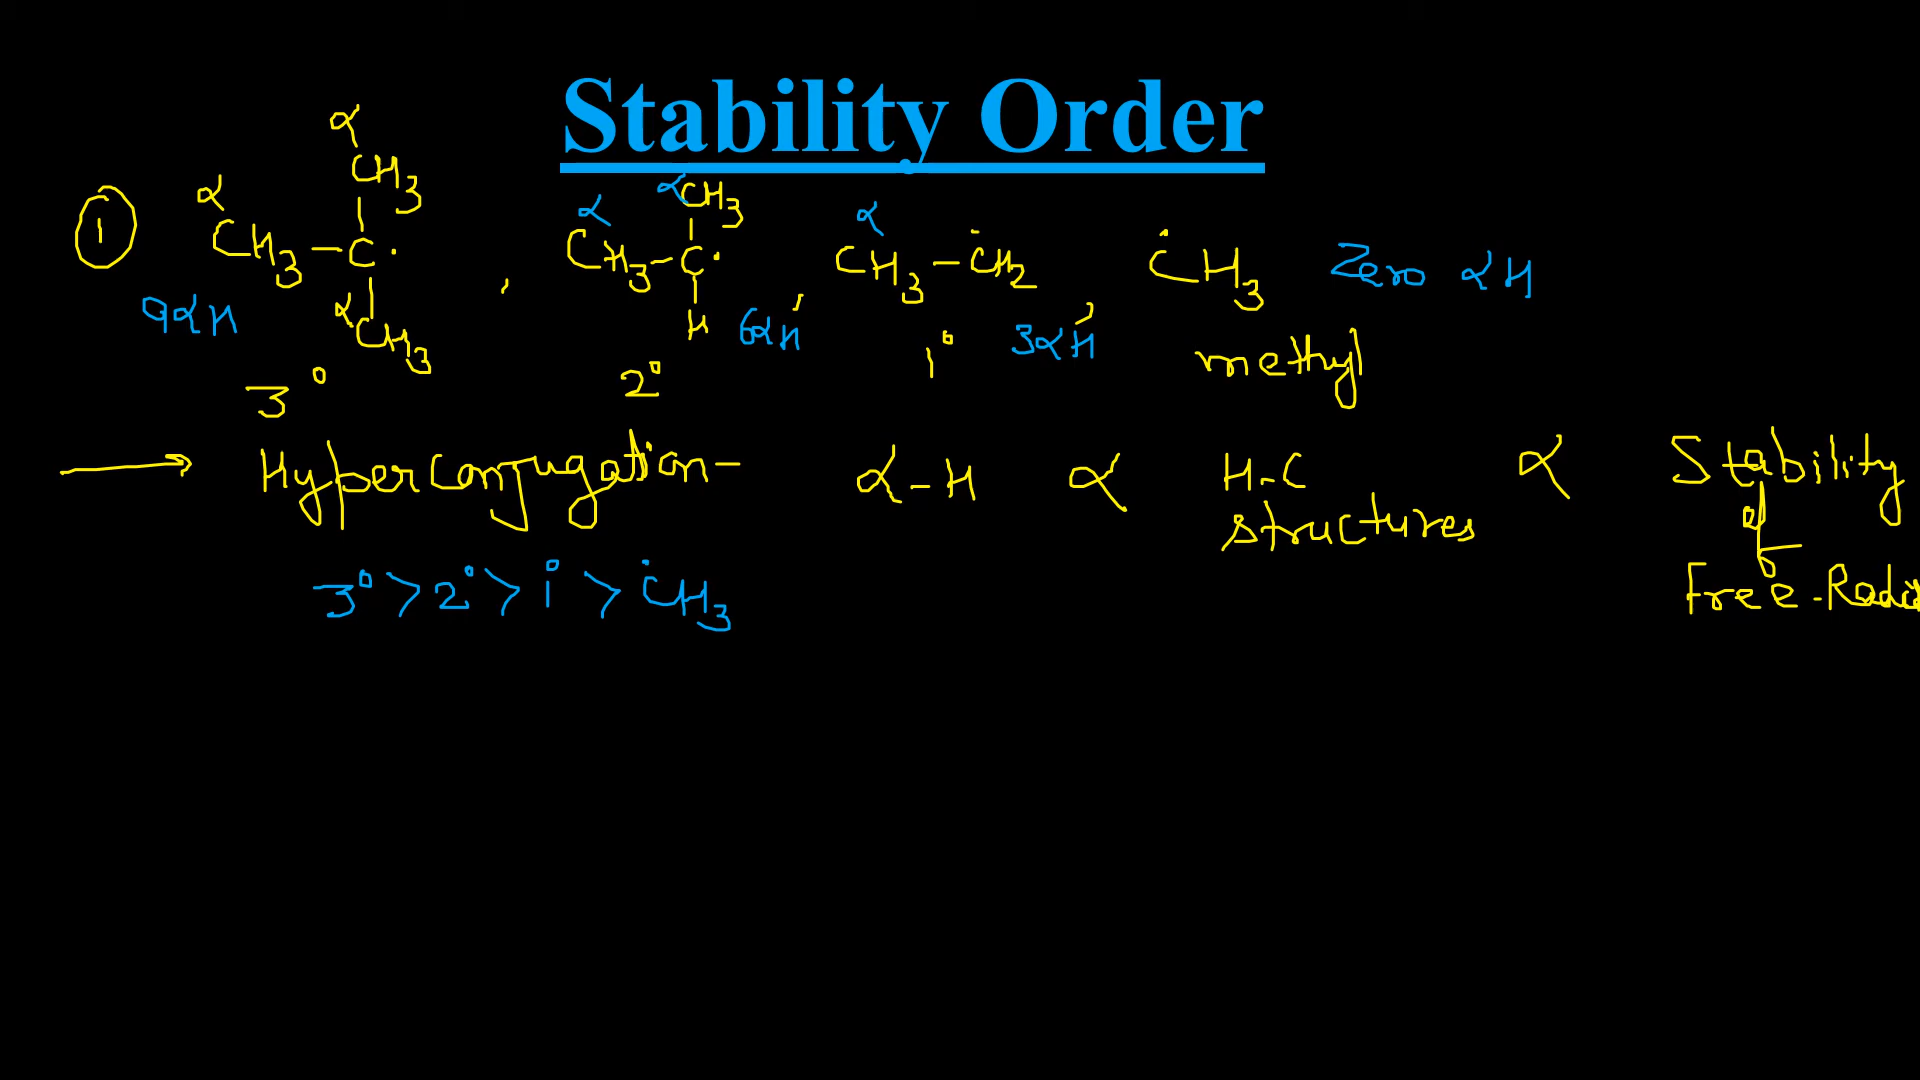 Stability Order
① α CH3 – C· α CH3 α CH3 , α CH3 – C· α CH3 H , α CH3 – ĊH2 , ĊH3 Zero αH
9αH 6αH 3αH
3° 2° 1° methyl
→ Hyperconjugation – α-H ∝ H.C structures ∝ Stability of Free-Radi
3° > 2° > 1° > ĊH3